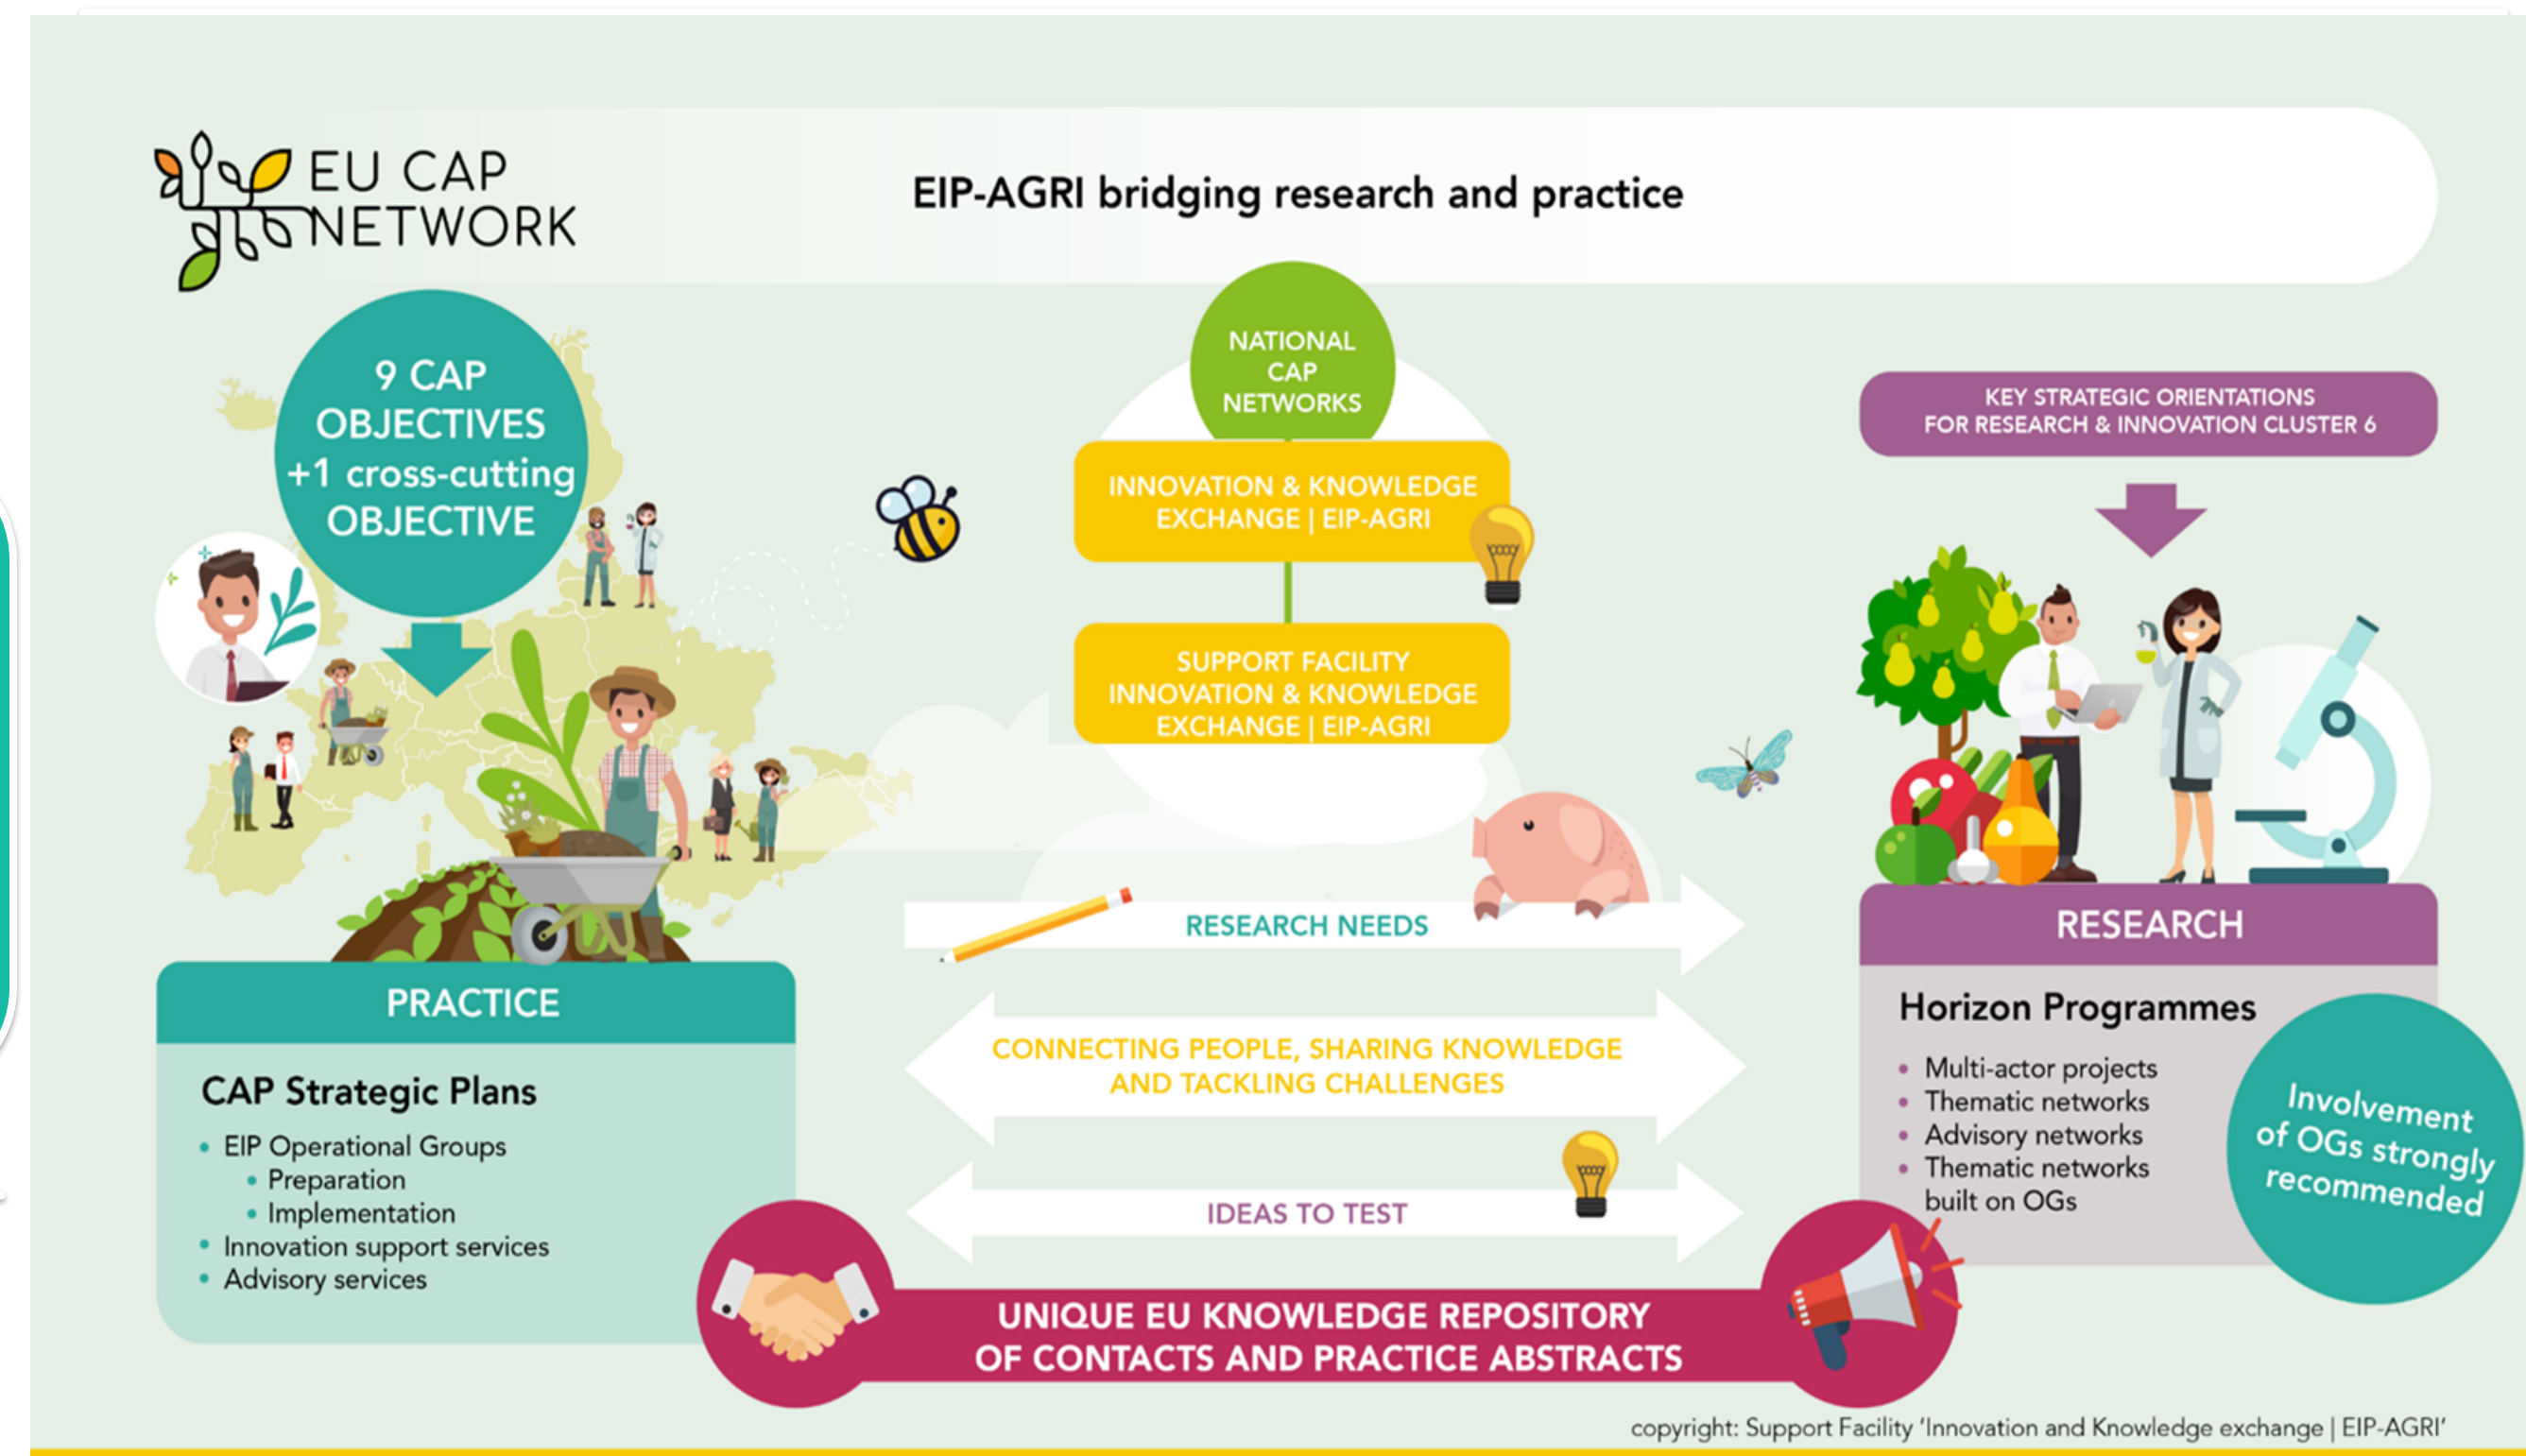 EU CAP
NETWORK
EIP-AGRI bridging research and practice
9 CAP
OBJECTIVES
+1 cross-cutting
OBJECTIVE
NATIONAL
CAP
NETWORKS
INNOVATION & KNOWLEDGE
EXCHANGE | EIP-AGRI
SUPPORT FACILITY
INNOVATION & KNOWLEDGE
EXCHANGE | EIP-AGRI
KEY STRATEGIC ORIENTATIONS
FOR RESEARCH & INNOVATION CLUSTER 6
PRACTICE
CAP Strategic Plans
• EIP Operational Groups
• Preparation
• Implementation
• Innovation support services
• Advisory services
RESEARCH NEEDS
CONNECTING PEOPLE, SHARING KNOWLEDGE
AND TACKLING CHALLENGES
IDEAS TO TEST
RESEARCH
Horizon Programmes
• Multi-actor projects
• Thematic networks
• Advisory networks
• Thematic networks
built on OGs
Involvement
of OGs strongly
recommended
UNIQUE EU KNOWLEDGE REPOSITORY
OF CONTACTS AND PRACTICE ABSTRACTS
copyright: Support Facility 'Innovation and Knowledge exchange | EIP-AGRI'